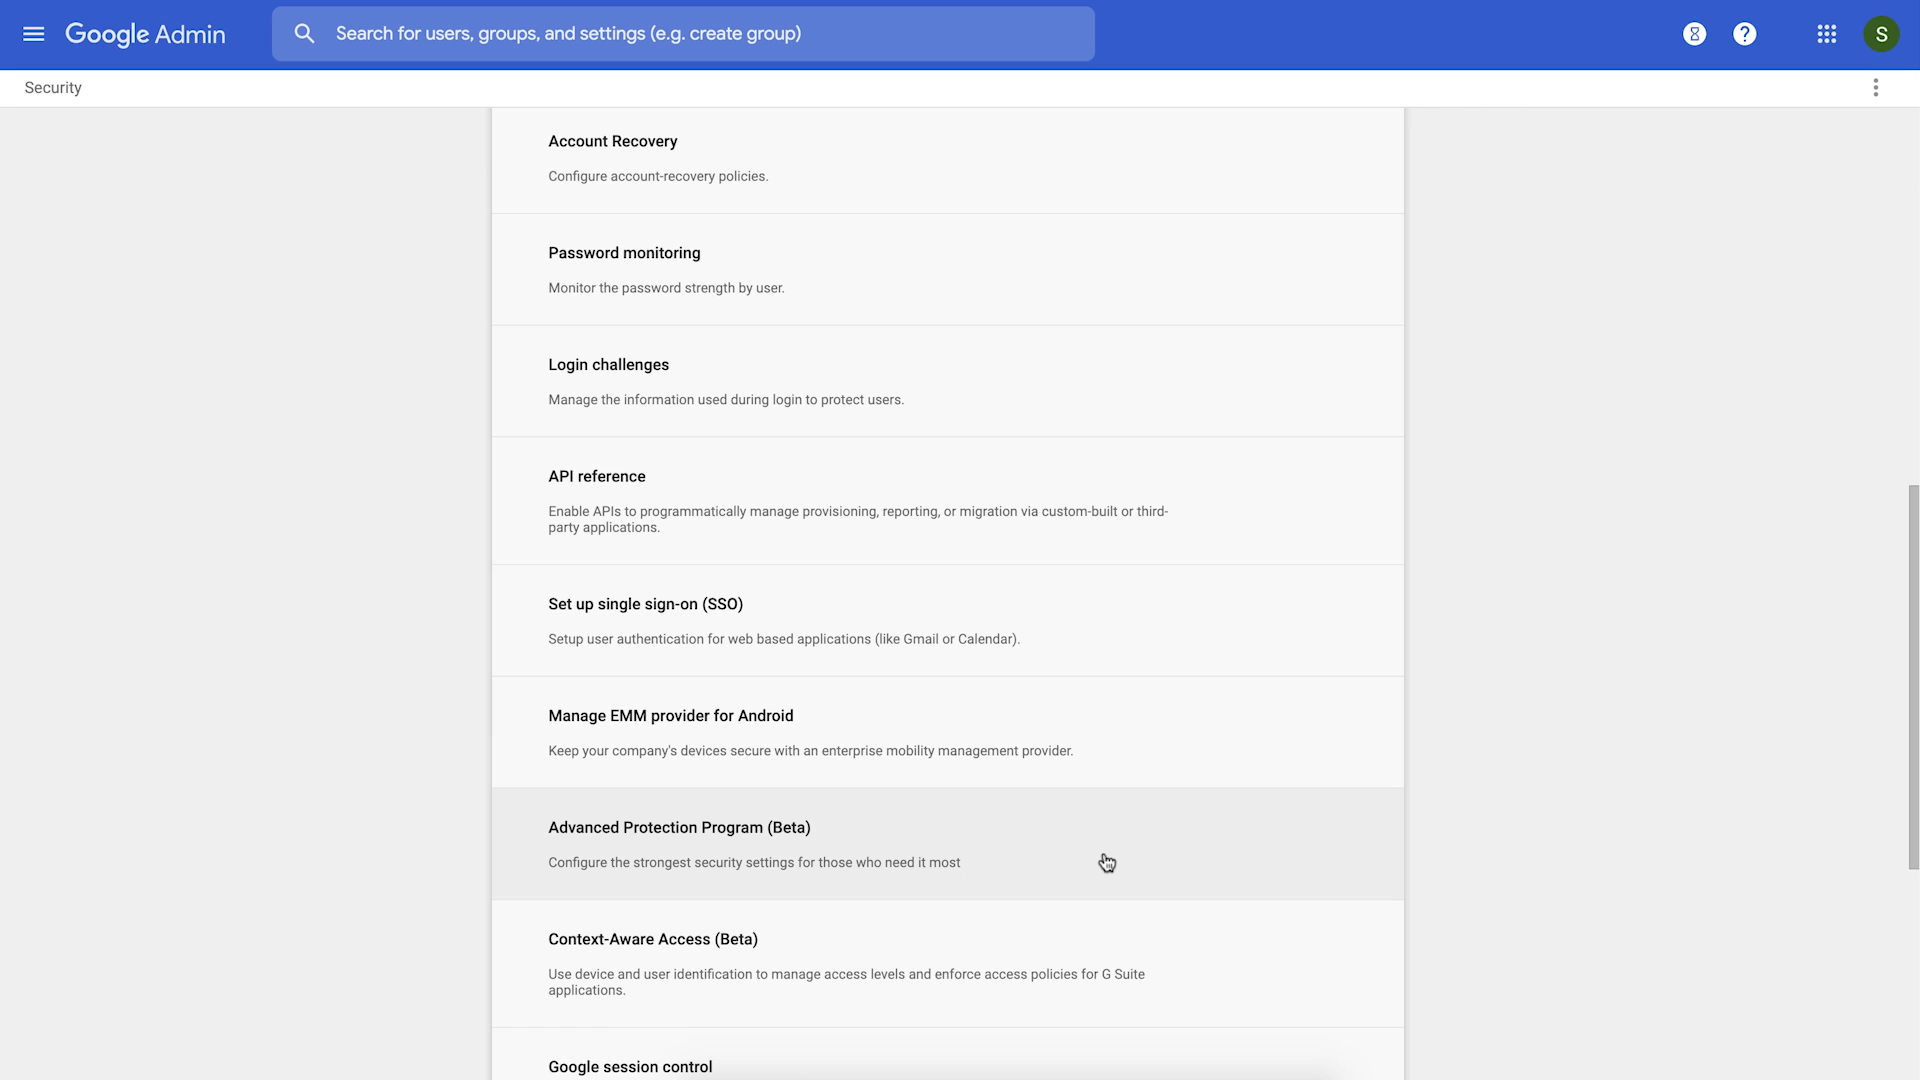 Google Admin
Search for users, groups, and settings (e.g. create group)
?
S
Security
Account Recovery
Configure account-recovery policies.
Password monitoring
Monitor the password strength by user.
Login challenges
Manage the information used during login to protect users.
API reference
Enable APIs to programmatically manage provisioning, reporting, or migration via custom-built or third-
party applications.
Set up single sign-on (SSO)
Setup user authentication for web based applications (like Gmail or Calendar).
Manage EMM provider for Android
Keep your company's devices secure with an enterprise mobility management provider.
Advanced Protection Program (Beta)
Configure the strongest security settings for those who need it most
Context-Aware Access (Beta)
Use device and user identification to manage access levels and enforce access policies for G Suite
applications.
Google session control